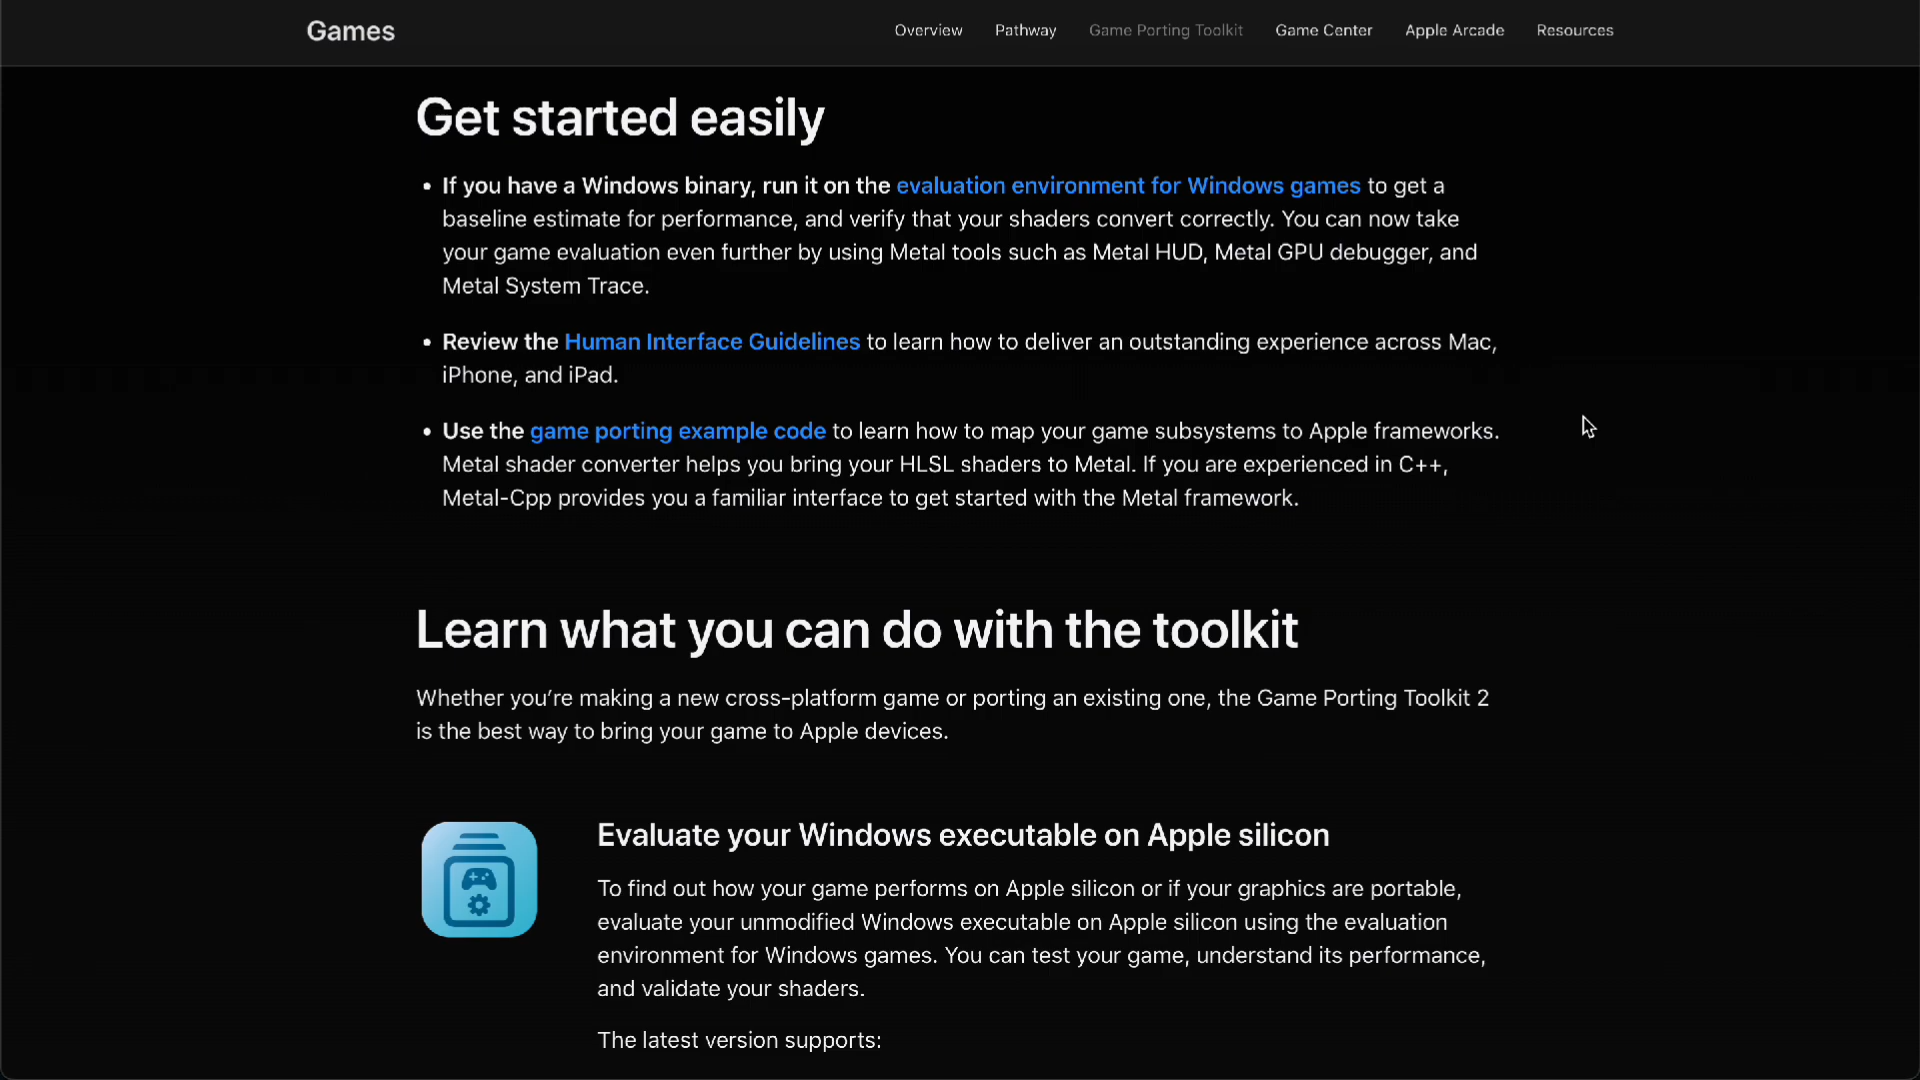 Games
Overview
Pathway
Game Porting Toolkit
Game Center
Apple Arcade
Resources
Get started easily
• If you have a Windows binary, run it on the evaluation environment for Windows games to get a
baseline estimate for performance, and verify that your shaders convert correctly. You can now take
your game evaluation even further by using Metal tools such as Metal HUD, Metal GPU debugger, and
Metal System Trace.
• Review the Human Interface Guidelines to learn how to deliver an outstanding experience across Mac,
iPhone, and iPad.
• Use the game porting example code to learn how to map your game subsystems to Apple frameworks.
Metal shader converter helps you bring your HLSL shaders to Metal. If you are experienced in C++,
Metal-Cpp provides you a familiar interface to get started with the Metal framework.
Learn what you can do with the toolkit
Whether you’re making a new cross-platform game or porting an existing one, the Game Porting Toolkit 2
is the best way to bring your game to Apple devices.
Evaluate your Windows executable on Apple silicon
To find out how your game performs on Apple silicon or if your graphics are portable,
evaluate your unmodified Windows executable on Apple silicon using the evaluation
environment for Windows games. You can test your game, understand its performance,
and validate your shaders.
The latest version supports: